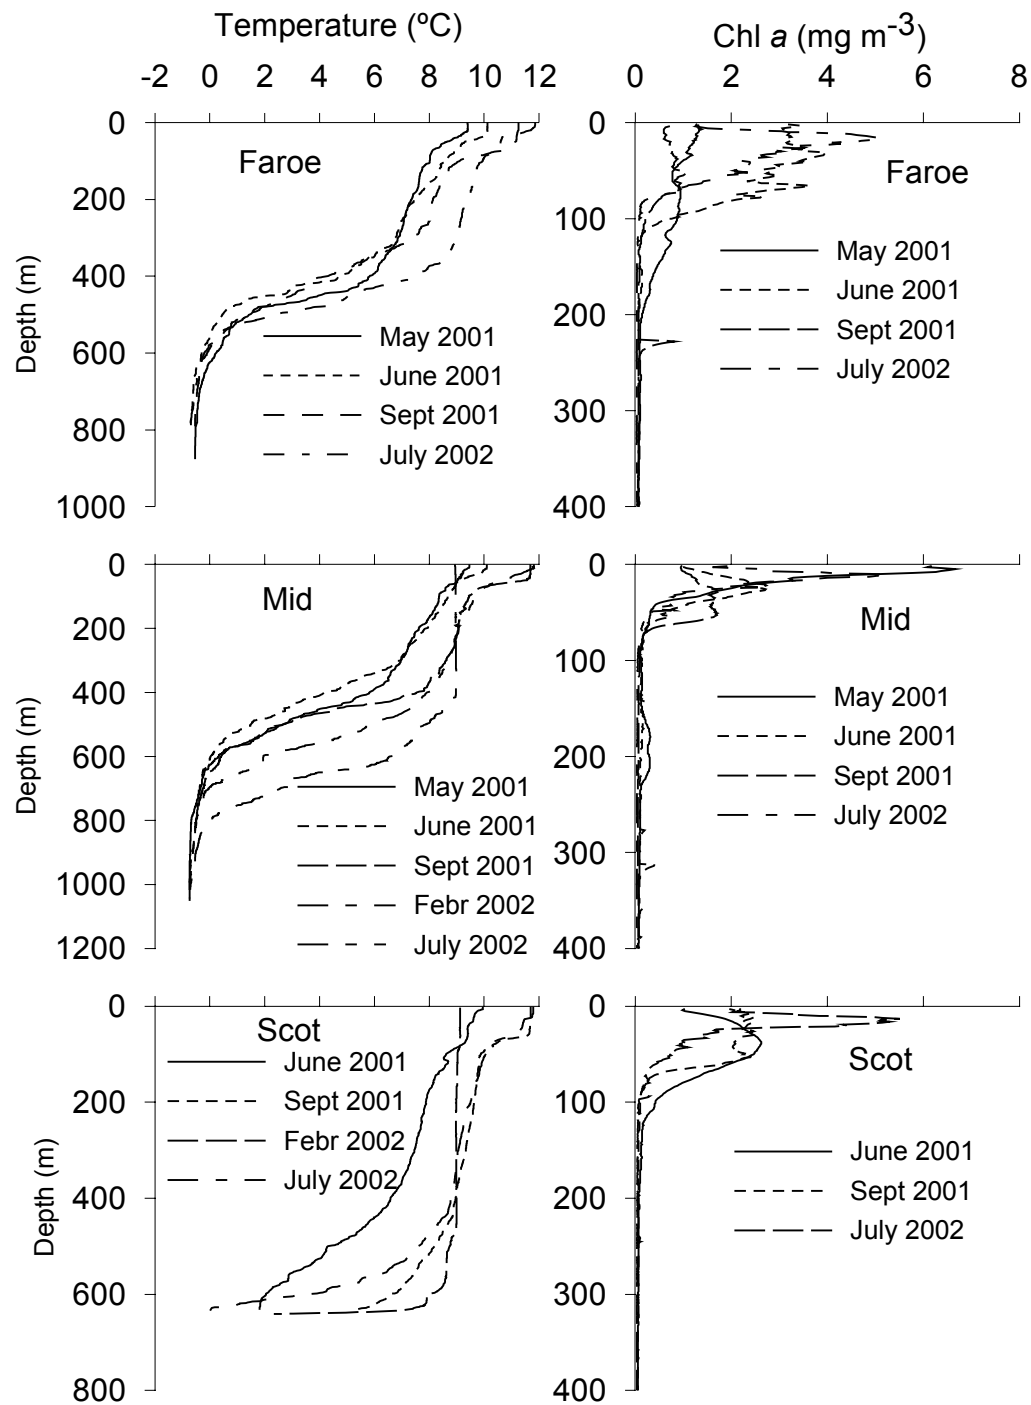 Temperature (ºC)
-2 0 2 4 6 8 10 12
Chl a (mg m-3)
0 2 4 6 8
Depth (m)
0
200
400
600
800
1000
Faroe
May 2001
June 2001
Sept 2001
July 2002
0
100
200
300
400
Faroe
May 2001
June 2001
Sept 2001
July 2002
Depth (m)
0
200
400
600
800
1000
1200
Mid
May 2001
June 2001
Sept 2001
Febr 2002
July 2002
0
100
200
300
400
Mid
May 2001
June 2001
Sept 2001
July 2002
Depth (m)
0
200
400
600
800
Scot
June 2001
Sept 2001
Febr 2002
July 2002
0
100
200
300
400
Scot
June 2001
Sept 2001
July 2002